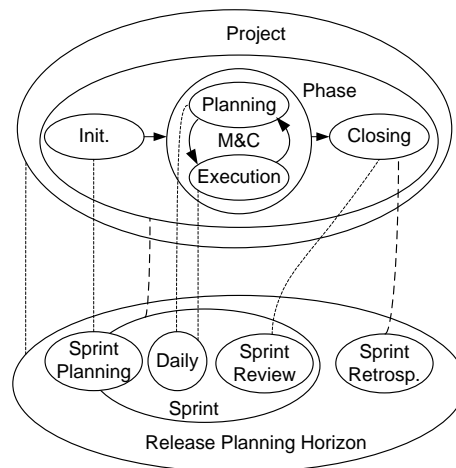 Project
Phase
Planning
Init.
M&C
Closing
Execution
Sprint
Planning
Daily
Sprint
Review
Sprint
Retrosp.
Sprint
Release Planning Horizon